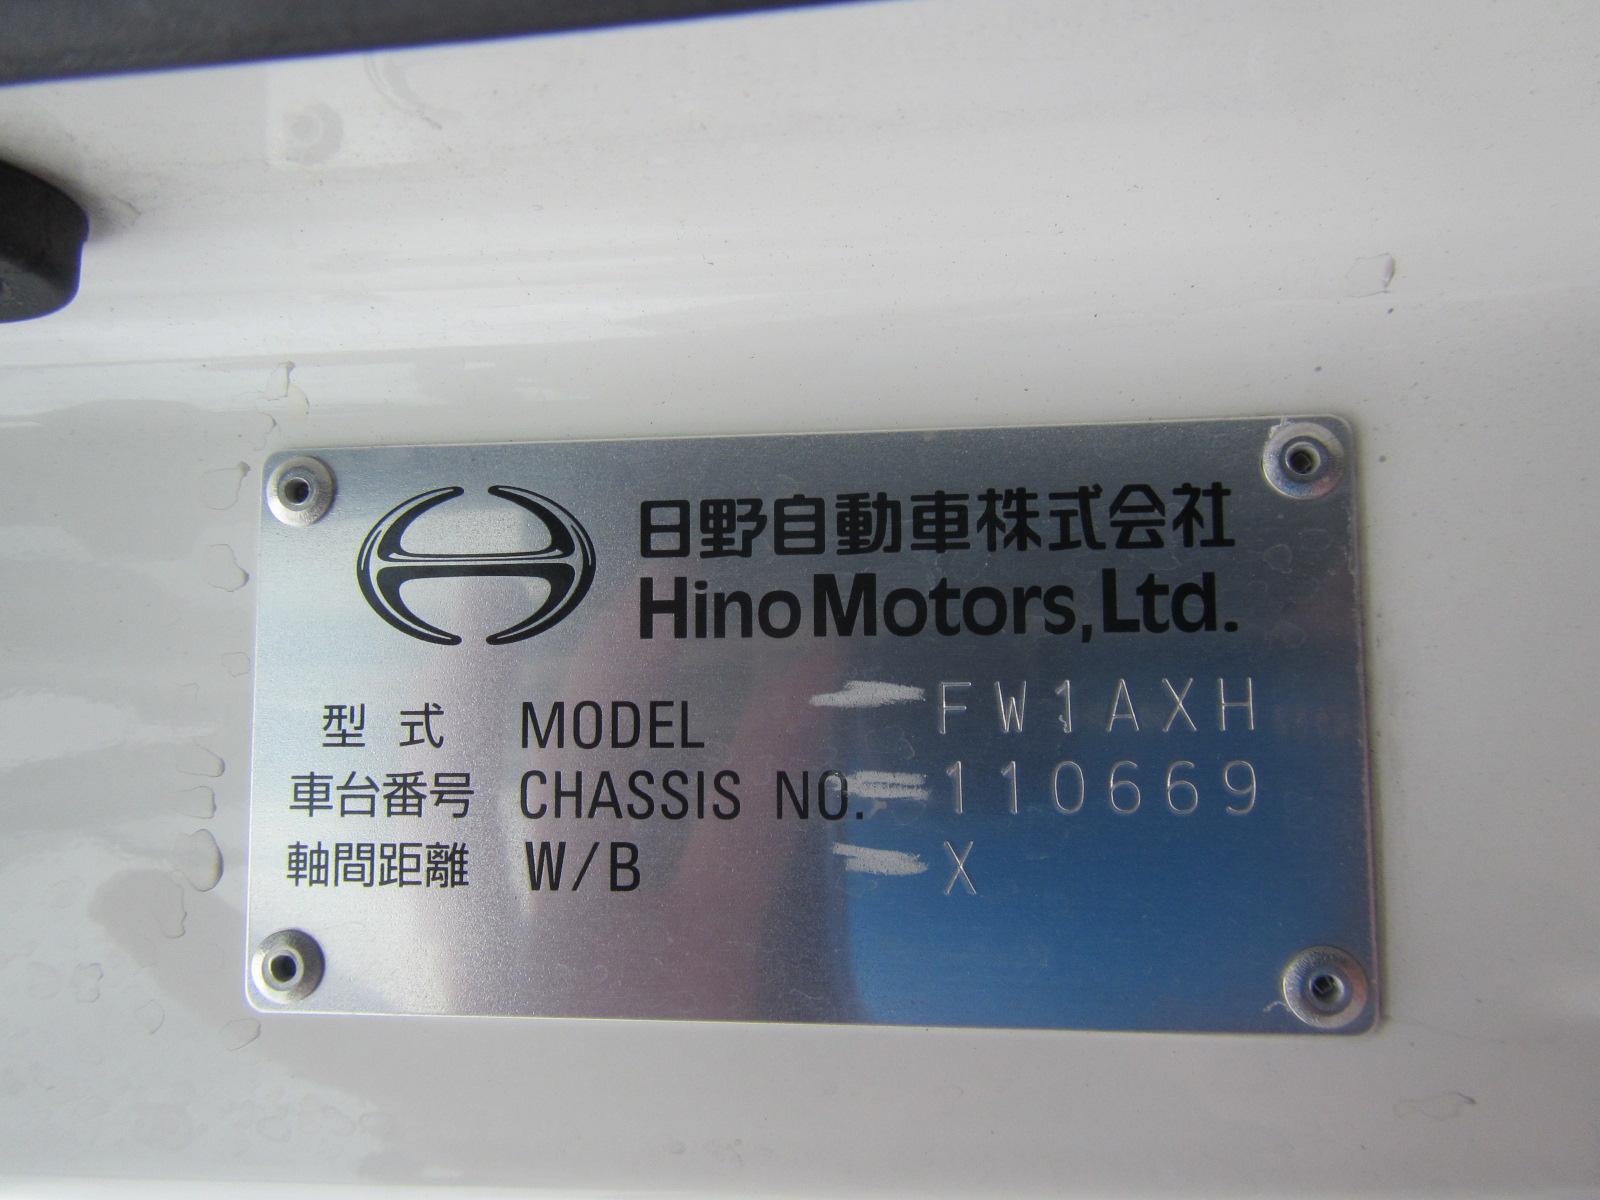 日野自動車株式会社
Hino Motors, Ltd.
型式 MODEL FW1AXH
車台番号 CHASSIS NO. 110669
軸間距離 W/B X